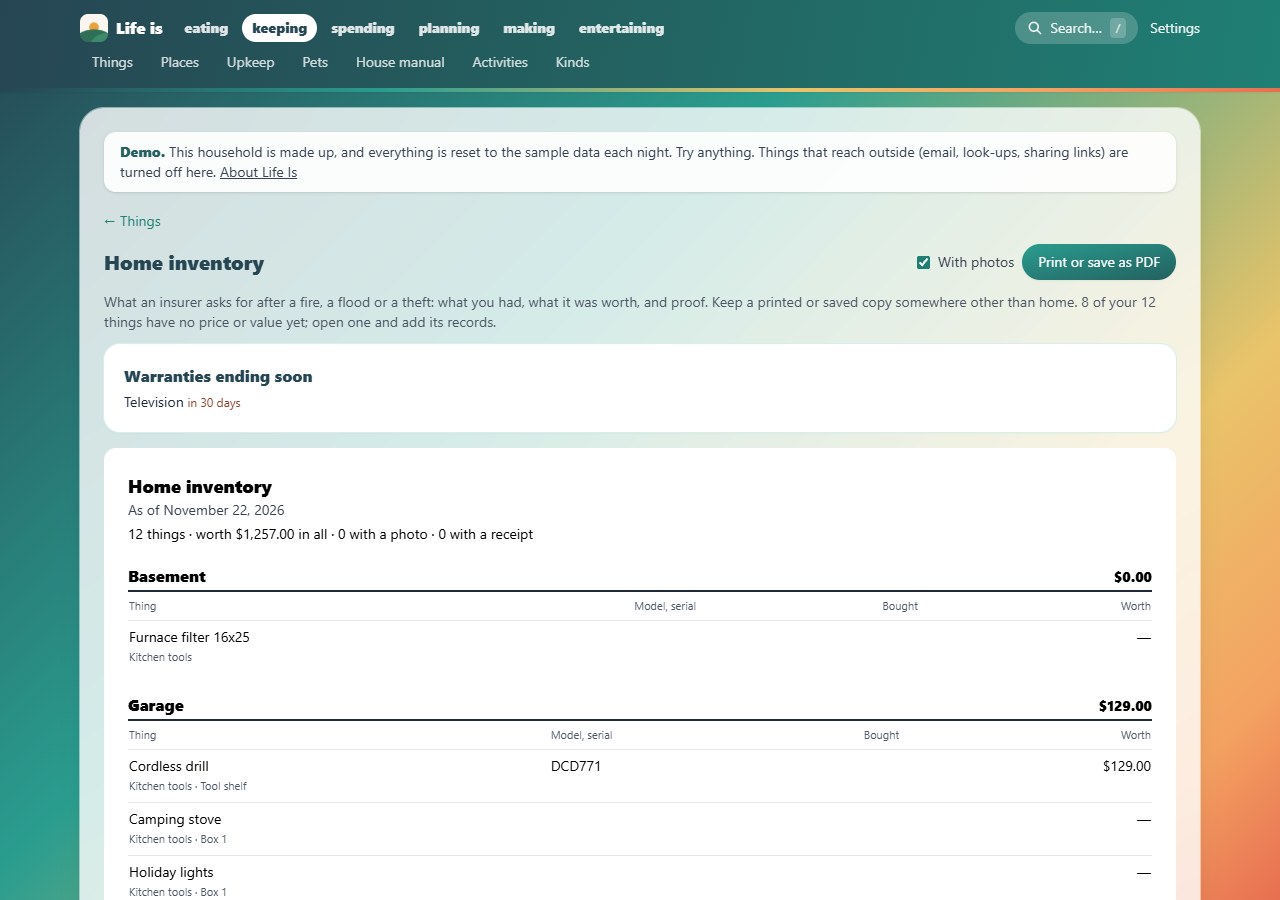 Life is eating keeping spending planning making entertaining Search... / Settings
Things Places Upkeep Pets House manual Activities Kinds
Demo. This household is made up, and everything is reset to the sample data each night. Try anything. Things that reach outside (email, look-ups, sharing links) are
turned off here. About Life Is
← Things
Home inventory With photos Print or save as PDF
What an insurer asks for after a fire, a flood or a theft: what you had, what it was worth, and proof. Keep a printed or saved copy somewhere other than home. 8 of your 12
things have no price or value yet; open one and add its records.
Warranties ending soon
Television in 30 days
Home inventory
As of November 22, 2026
12 things · worth $1,257.00 in all · 0 with a photo · 0 with a receipt
Basement $0.00
Thing Model, serial Bought Worth
Furnace filter 16x25 —
Kitchen tools
Garage $129.00
Thing Model, serial Bought Worth
Cordless drill DCD771 $129.00
Kitchen tools · Tool shelf
Camping stove —
Kitchen tools · Box 1
Holiday lights —
Kitchen tools · Box 1